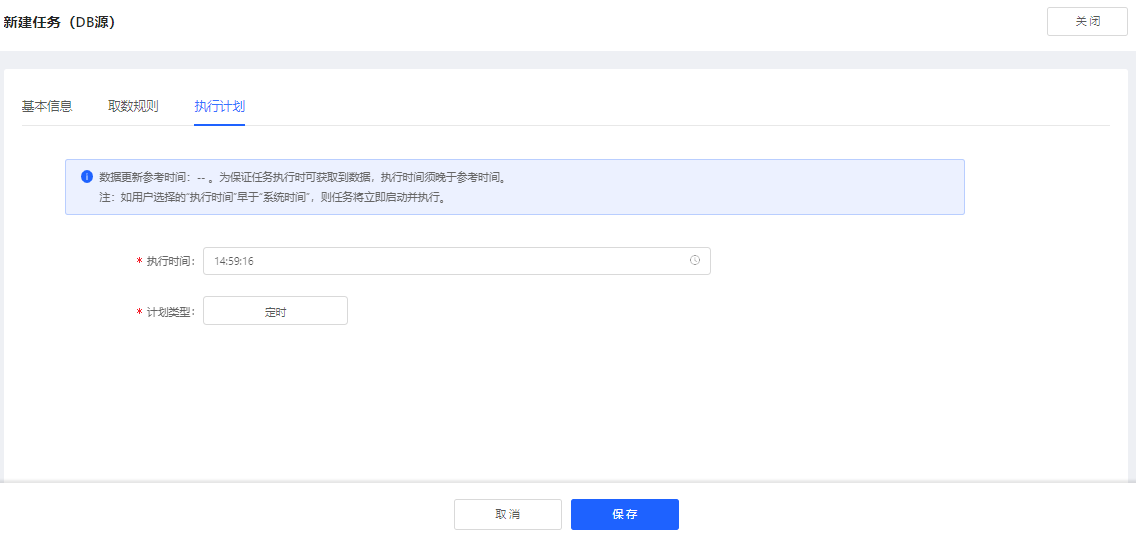 新建任务（DB源）
关闭
基本信息 取数规则 执行计划
数据更新参考时间：-- 。为保证任务执行时可获取到数据，执行时间须晚于参考时间。
注：如用户选择的"执行时间"早于"系统时间"，则任务将立即启动并执行。
* 执行时间： 14:59:16
* 计划类型： 定时
取消 保存